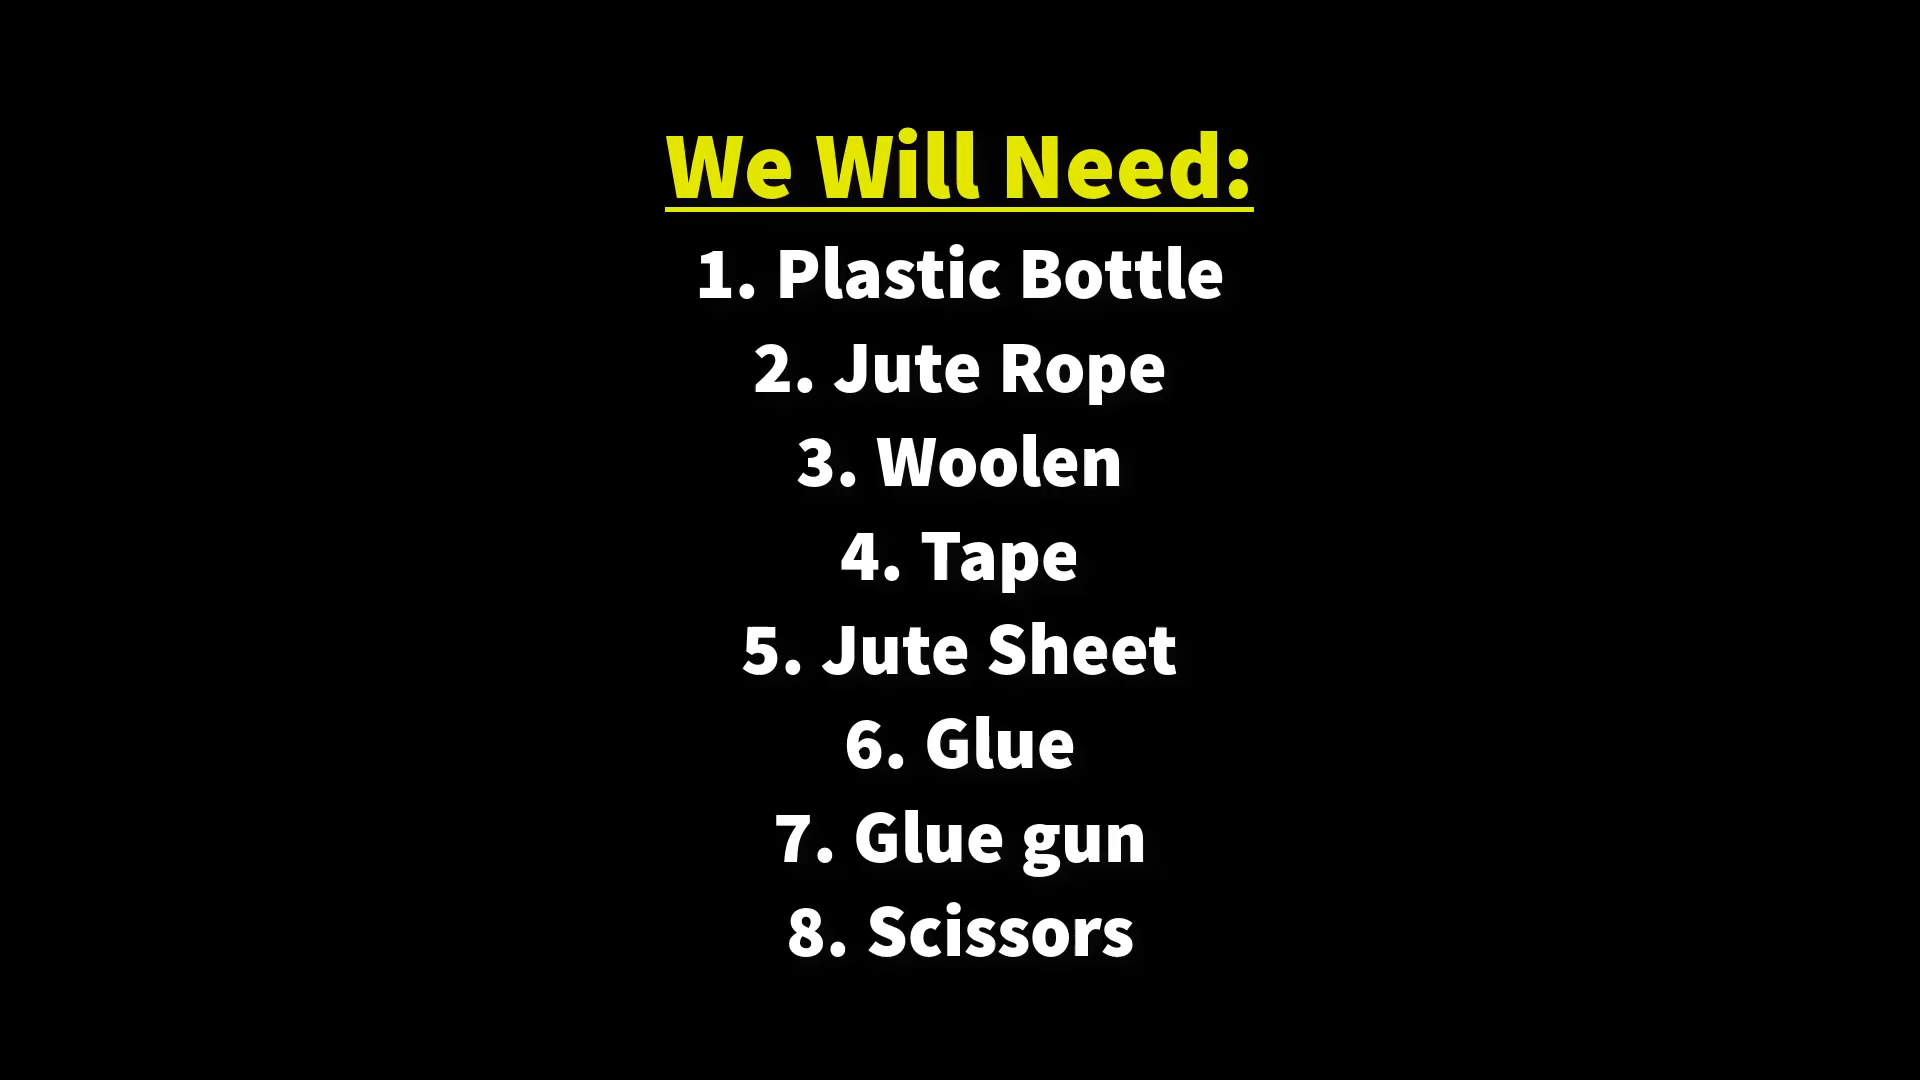 We Will Need:
1. Plastic Bottle
2. Jute Rope
3. Woolen
4. Tape
5. Jute Sheet
6. Glue
7. Glue gun
8. Scissors